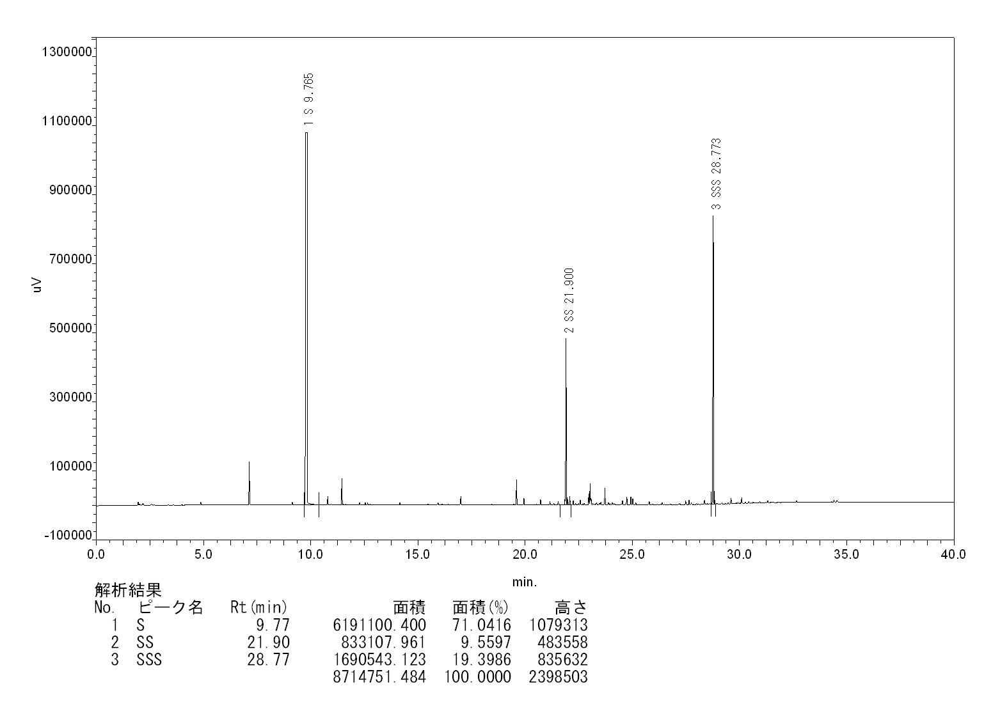 1300000
1100000
900000
700000
500000
300000
100000
-100000
uV
1 S 9.765
2 SS 21.900
3 SSS 28.773
0.0 5.0 10.0 15.0 20.0 25.0 30.0 35.0 40.0
min.
解析結果
No. ピーク名 Rt(min) 面積 面積(%) 高さ
1 S 9.77 6191100.400 71.0416 1079313
2 SS 21.90 833107.961 9.5597 483558
3 SSS 28.77 1690543.123 19.3986 835632
8714751.484 100.0000 2398503